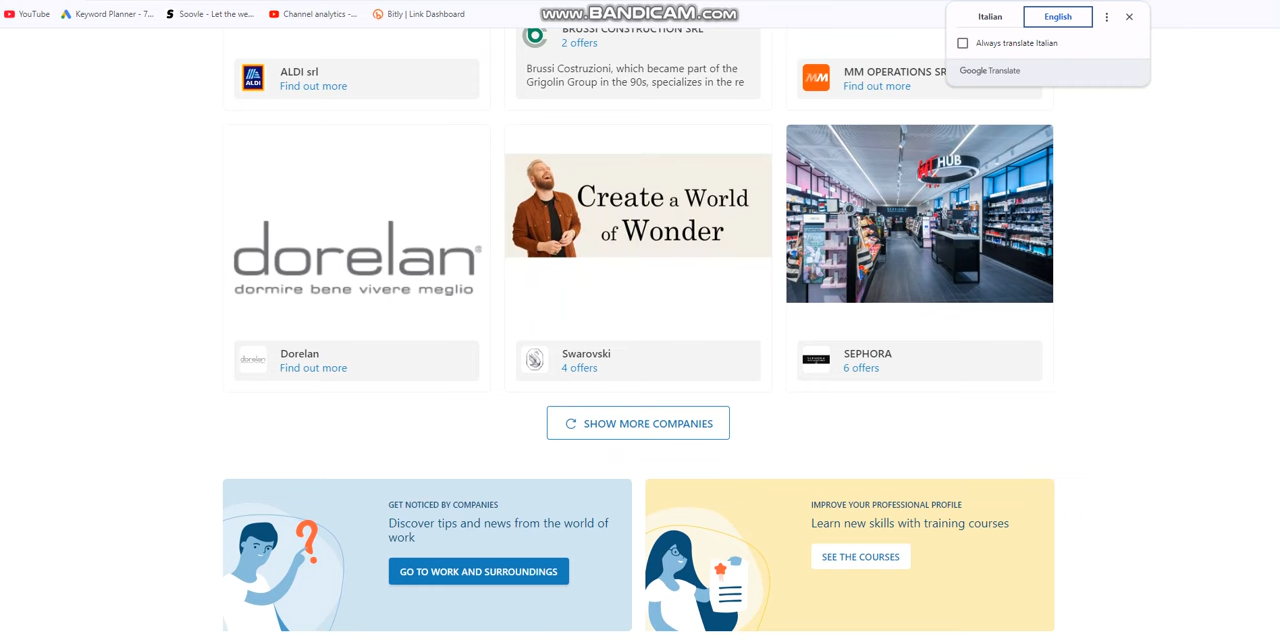 YouTube
Keyword Planner - 7...
Soovle - Let the we...
Channel analytics -...
Bitly | Link Dashboard
www.BANDICAM.com
Italian
English
Always translate Italian
Google Translate
ALDI
ALDI srl
Find out more
BRUSSI CONSTRUCTION SRL
2 offers
Brussi Costruzioni, which became part of the
Grigolin Group in the 90s, specializes in the re
MM OPERATIONS SR
Find out more
dorelan®
dormire bene vivere meglio
Create a World
of Wonder
HUB
dorelan
Dorelan
Find out more
Swarovski
4 offers
SEPHORA
6 offers
SHOW MORE COMPANIES
GET NOTICED BY COMPANIES
Discover tips and news from the world of
work
GO TO WORK AND SURROUNDINGS
IMPROVE YOUR PROFESSIONAL PROFILE
Learn new skills with training courses
SEE THE COURSES